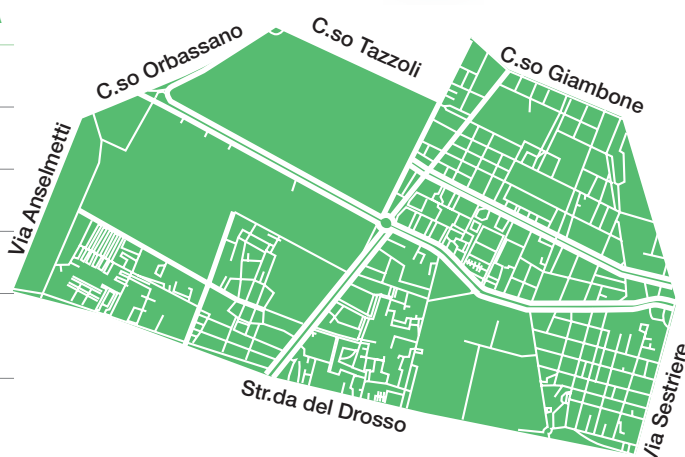 C.so Orbassano
C.so Tazzoli
C.so Giambone
Via Anselmetti
Str.da del Drosso
Via Sestriere